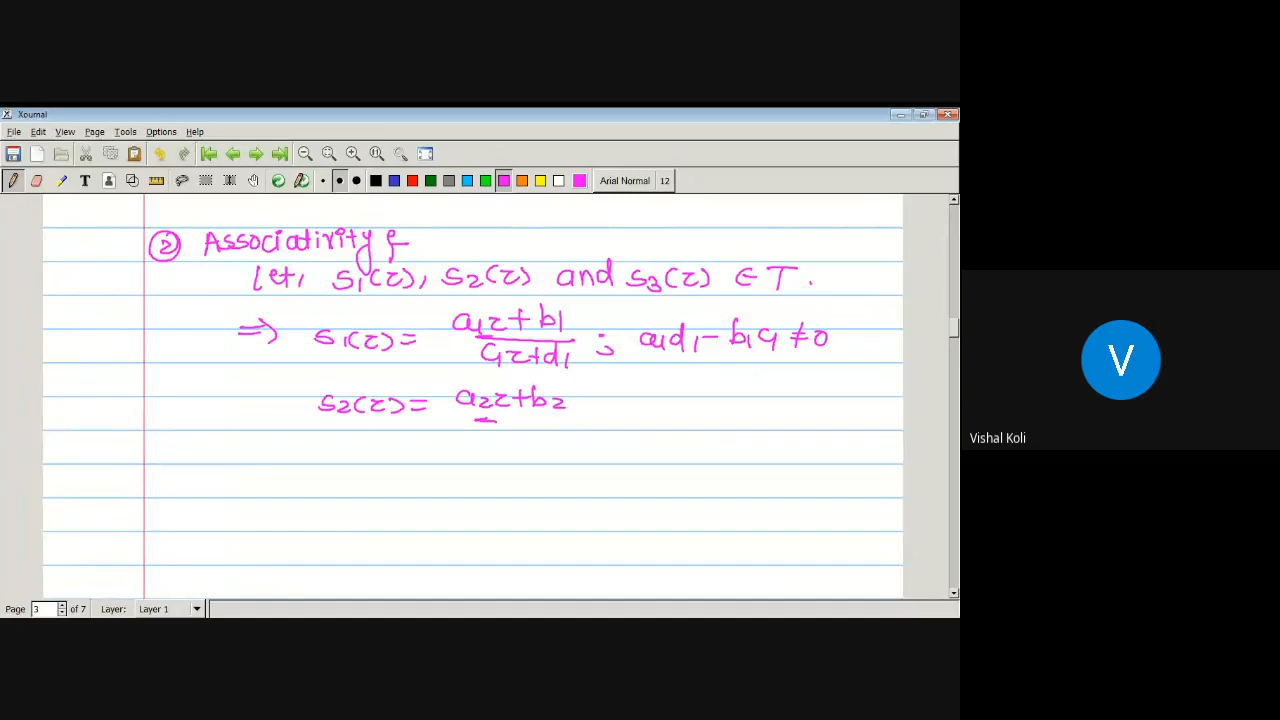 Xournal
File Edit View Page Tools Options Help
Arial Normal 12
② Associativity :-
Let, S₁(z), S₂(z) and S₃(z) ∈ T.
⇒ S₁(z) = a₁z+b₁ / c₁z+d₁ ; a₁d₁ - b₁c₁ ≠ 0
S₂(z) = a₂z+b₂
V
Vishal Koli
Page 3 of 7 Layer: Layer 1